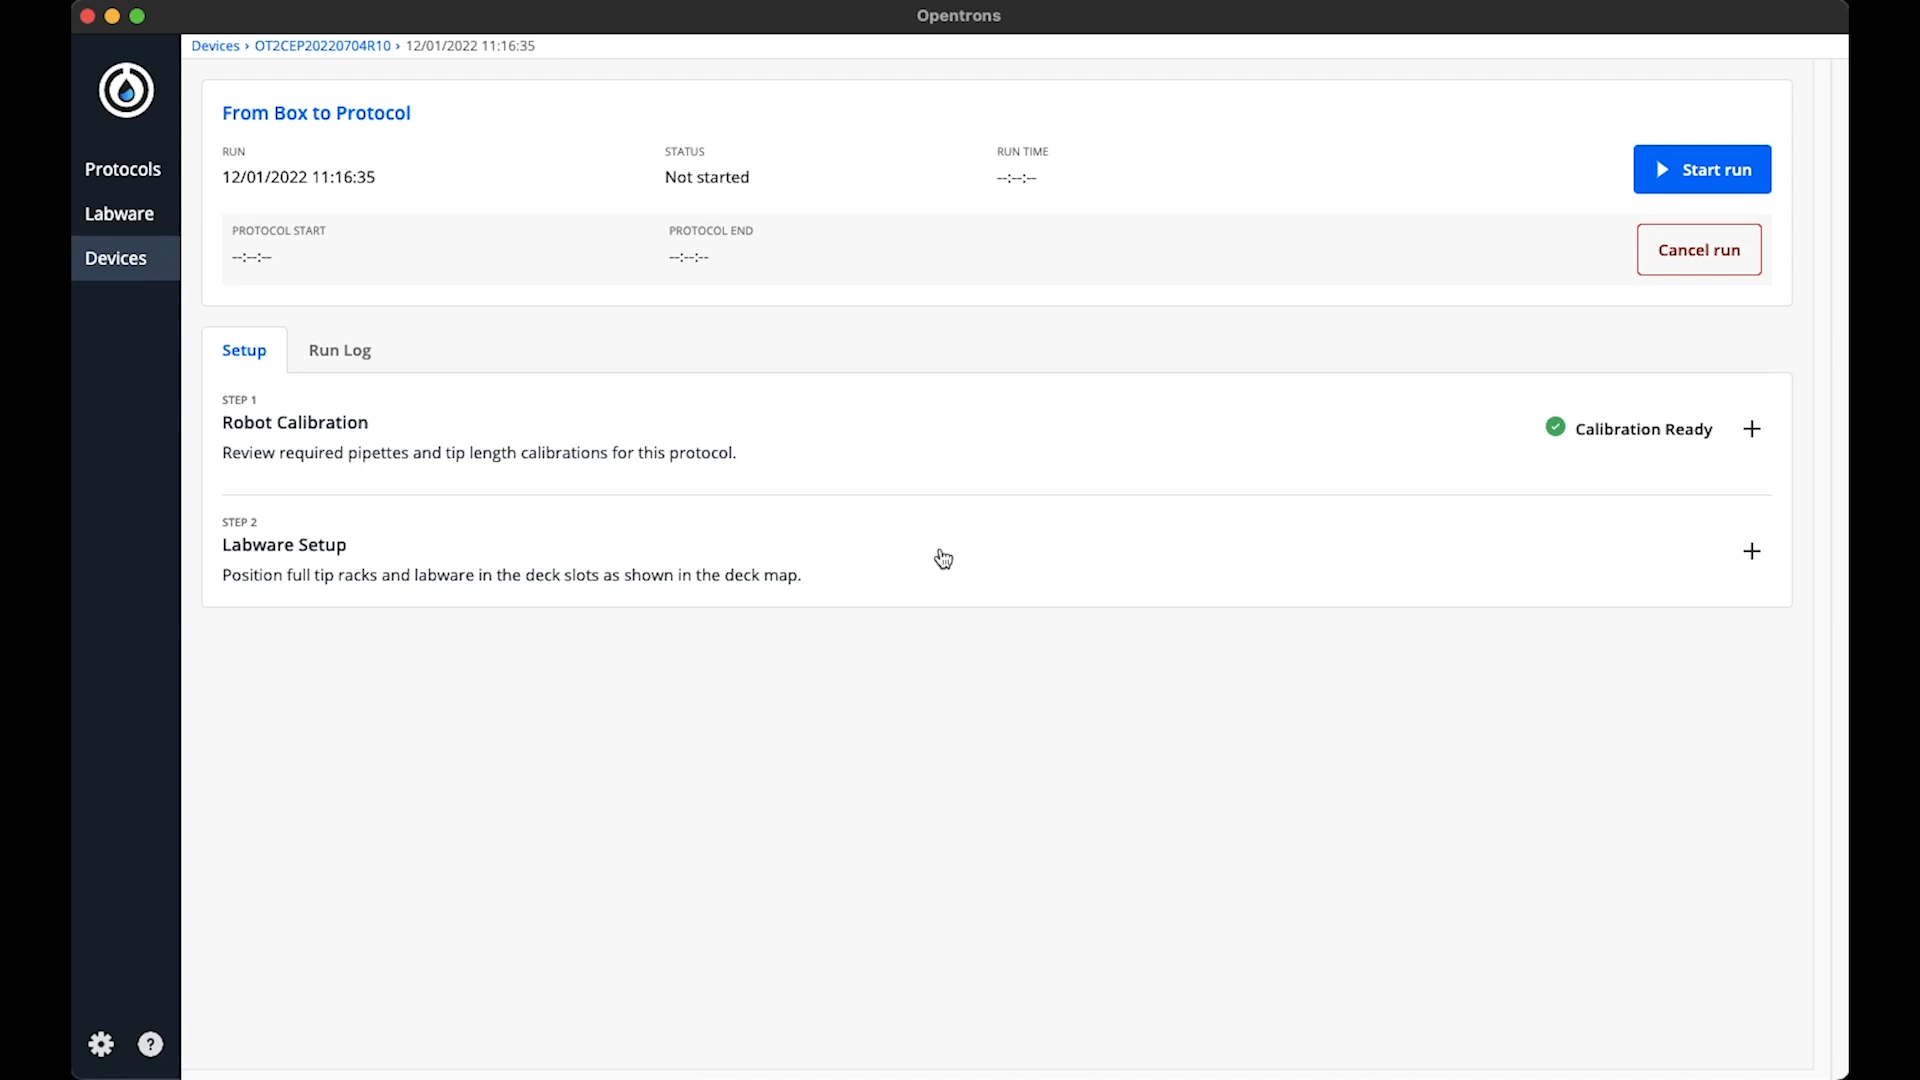 Opentrons
Devices › OT2CEP20220704R10 › 12/01/2022 11:16:35
Protocols
Labware
Devices
From Box to Protocol
RUN
12/01/2022 11:16:35
STATUS
Not started
RUN TIME
--:--:--
Start run
PROTOCOL START
--:--:--
PROTOCOL END
--:--:--
Cancel run
Setup
Run Log
STEP 1
Robot Calibration
Review required pipettes and tip length calibrations for this protocol.
Calibration Ready
STEP 2
Labware Setup
Position full tip racks and labware in the deck slots as shown in the deck map.